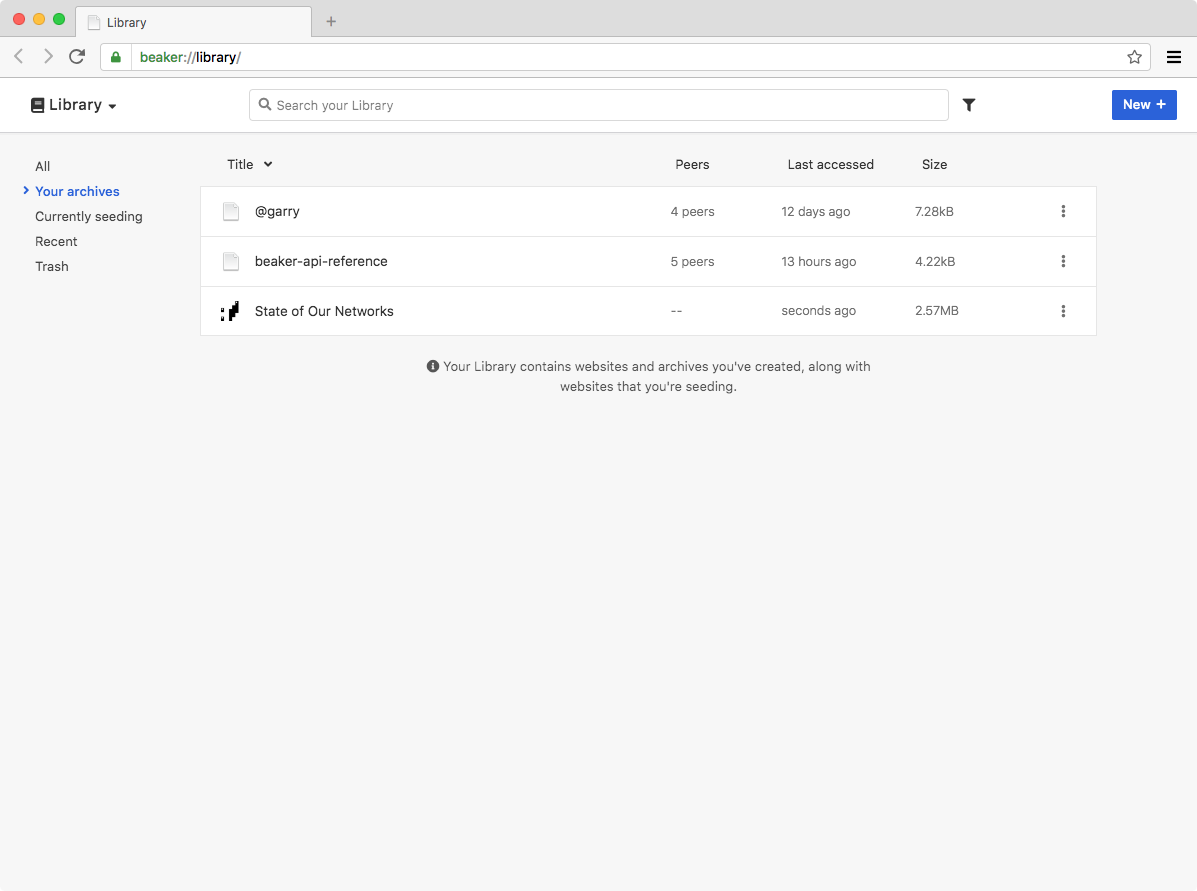 Library
beaker://library/
Library
Search your Library
New +
All
Your archives
Currently seeding
Recent
Trash
Title Peers Last accessed Size
@garry 4 peers 12 days ago 7.28kB
beaker-api-reference 5 peers 13 hours ago 4.22kB
State of Our Networks -- seconds ago 2.57MB
Your Library contains websites and archives you've created, along with
websites that you're seeding.